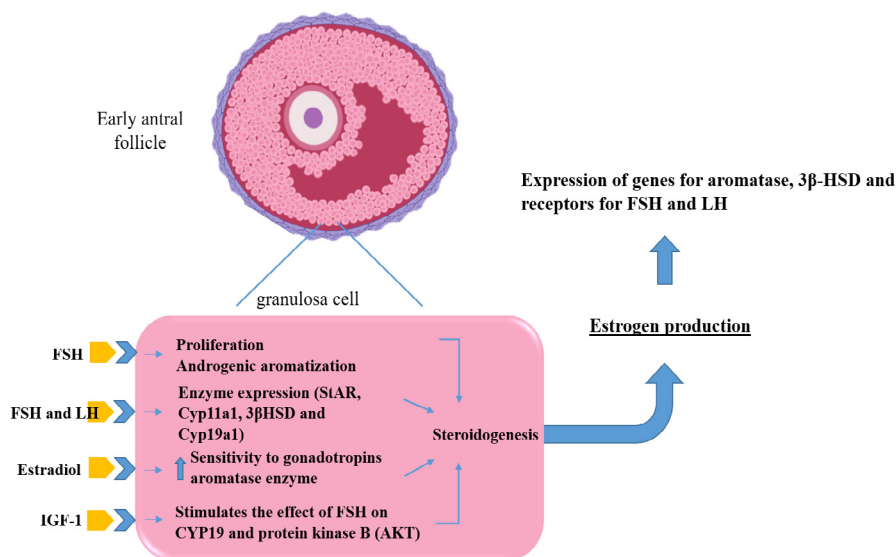 Early antral
follicle
Expression of genes for aromatase, 3β-HSD and
receptors for FSH and LH
granulosa cell
Estrogen production
FSH
Proliferation
Androgenic aromatization
FSH and LH
Enzyme expression (StAR,
Cyp11a1, 3βHSD and
Cyp19a1)
Steroidogenesis
Estradiol
Sensitivity to gonadotropins
aromatase enzyme
IGF-1
Stimulates the effect of FSH on
CYP19 and protein kinase B (AKT)